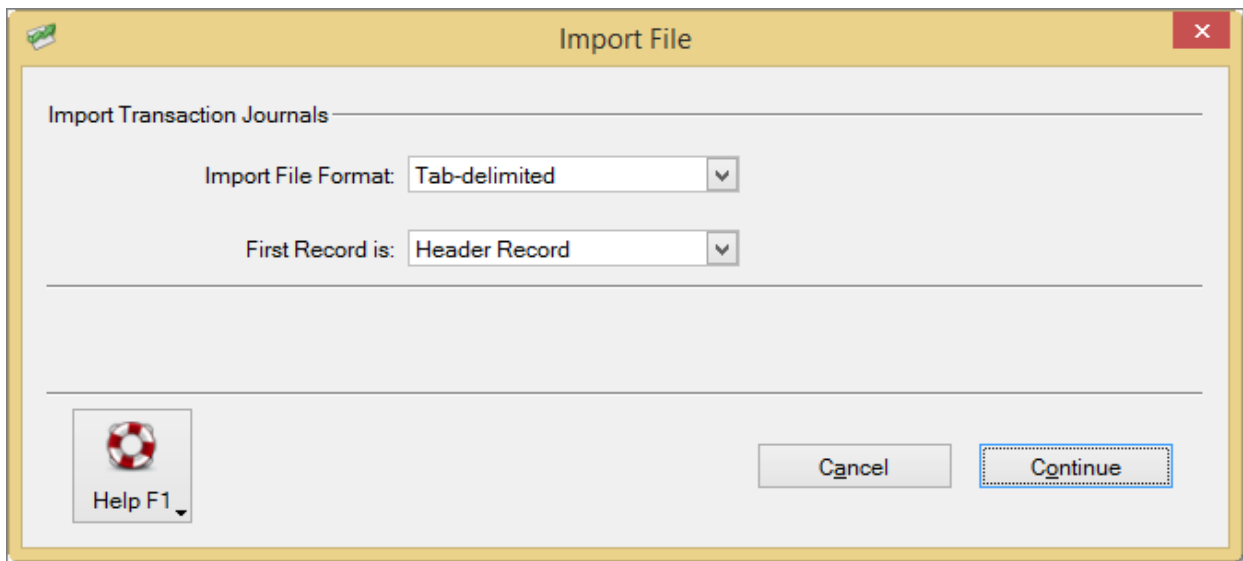 Import File
Import Transaction Journals
Import File Format: Tab-delimited
First Record is: Header Record
Help F1
Cancel
Continue